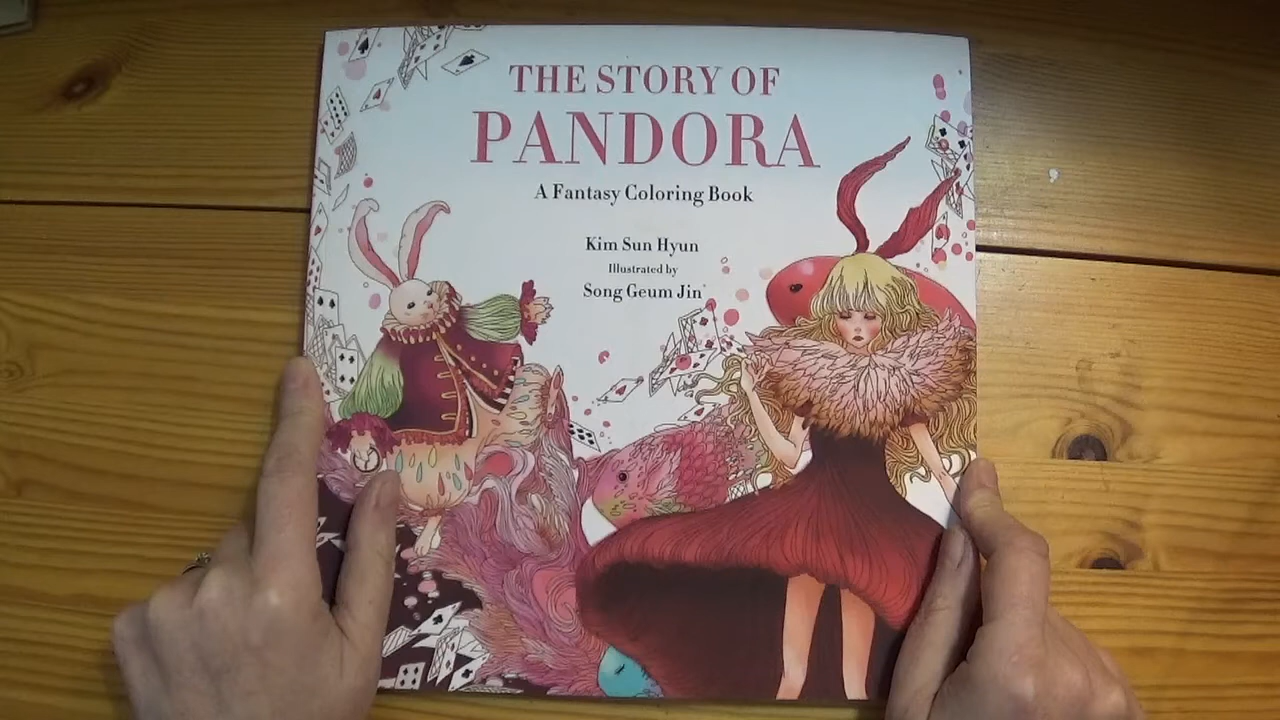 THE STORY OF
PANDORA
A Fantasy Coloring Book
Kim Sun Hyun
Illustrated by
Song Geum Jin